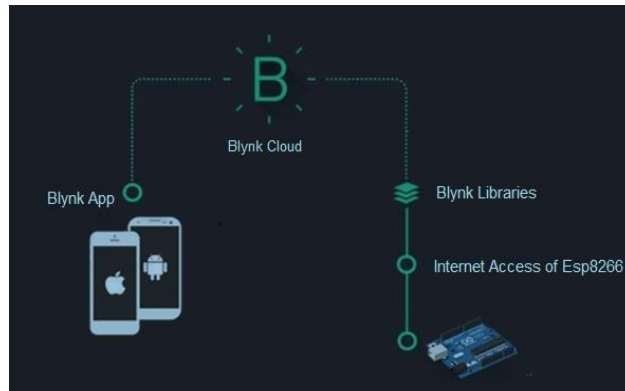 B
Blynk Cloud
Blynk App
Blynk Libraries
Internet Access of Esp8266